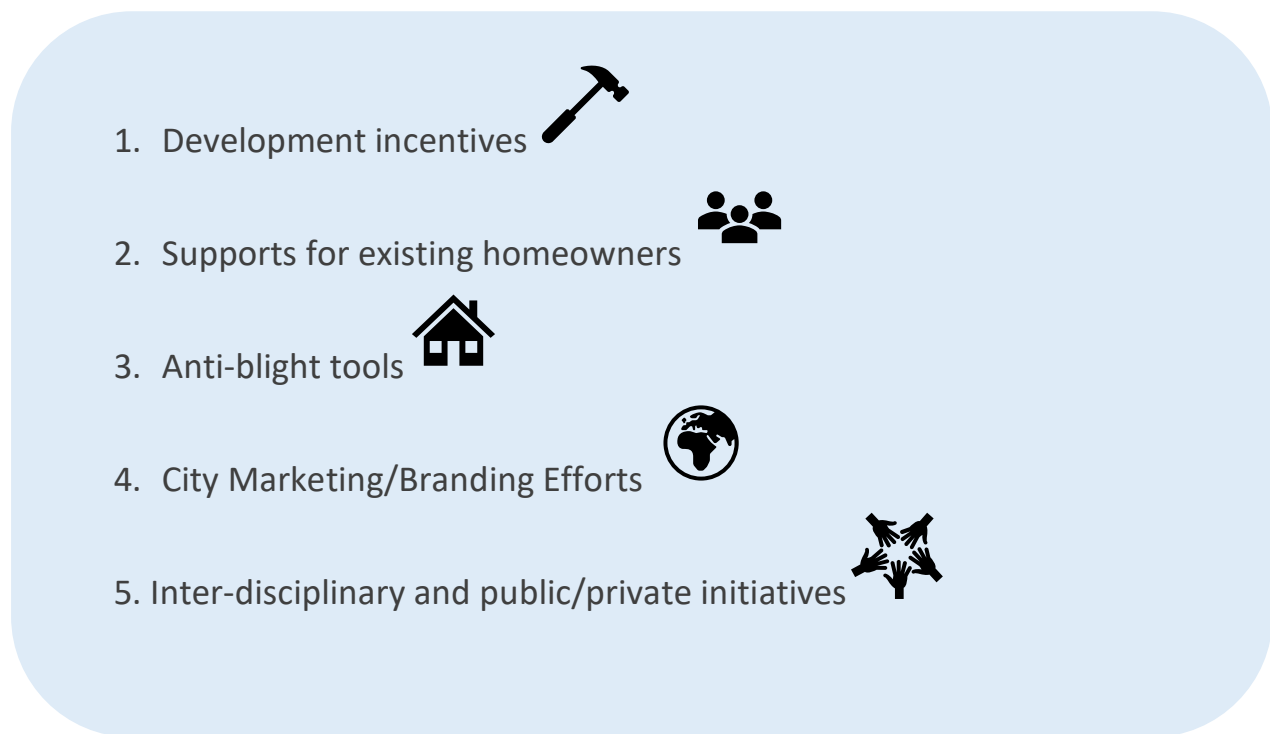 1. Development incentives
2. Supports for existing homeowners
3. Anti-blight tools
4. City Marketing/Branding Efforts
5. Inter-disciplinary and public/private initiatives